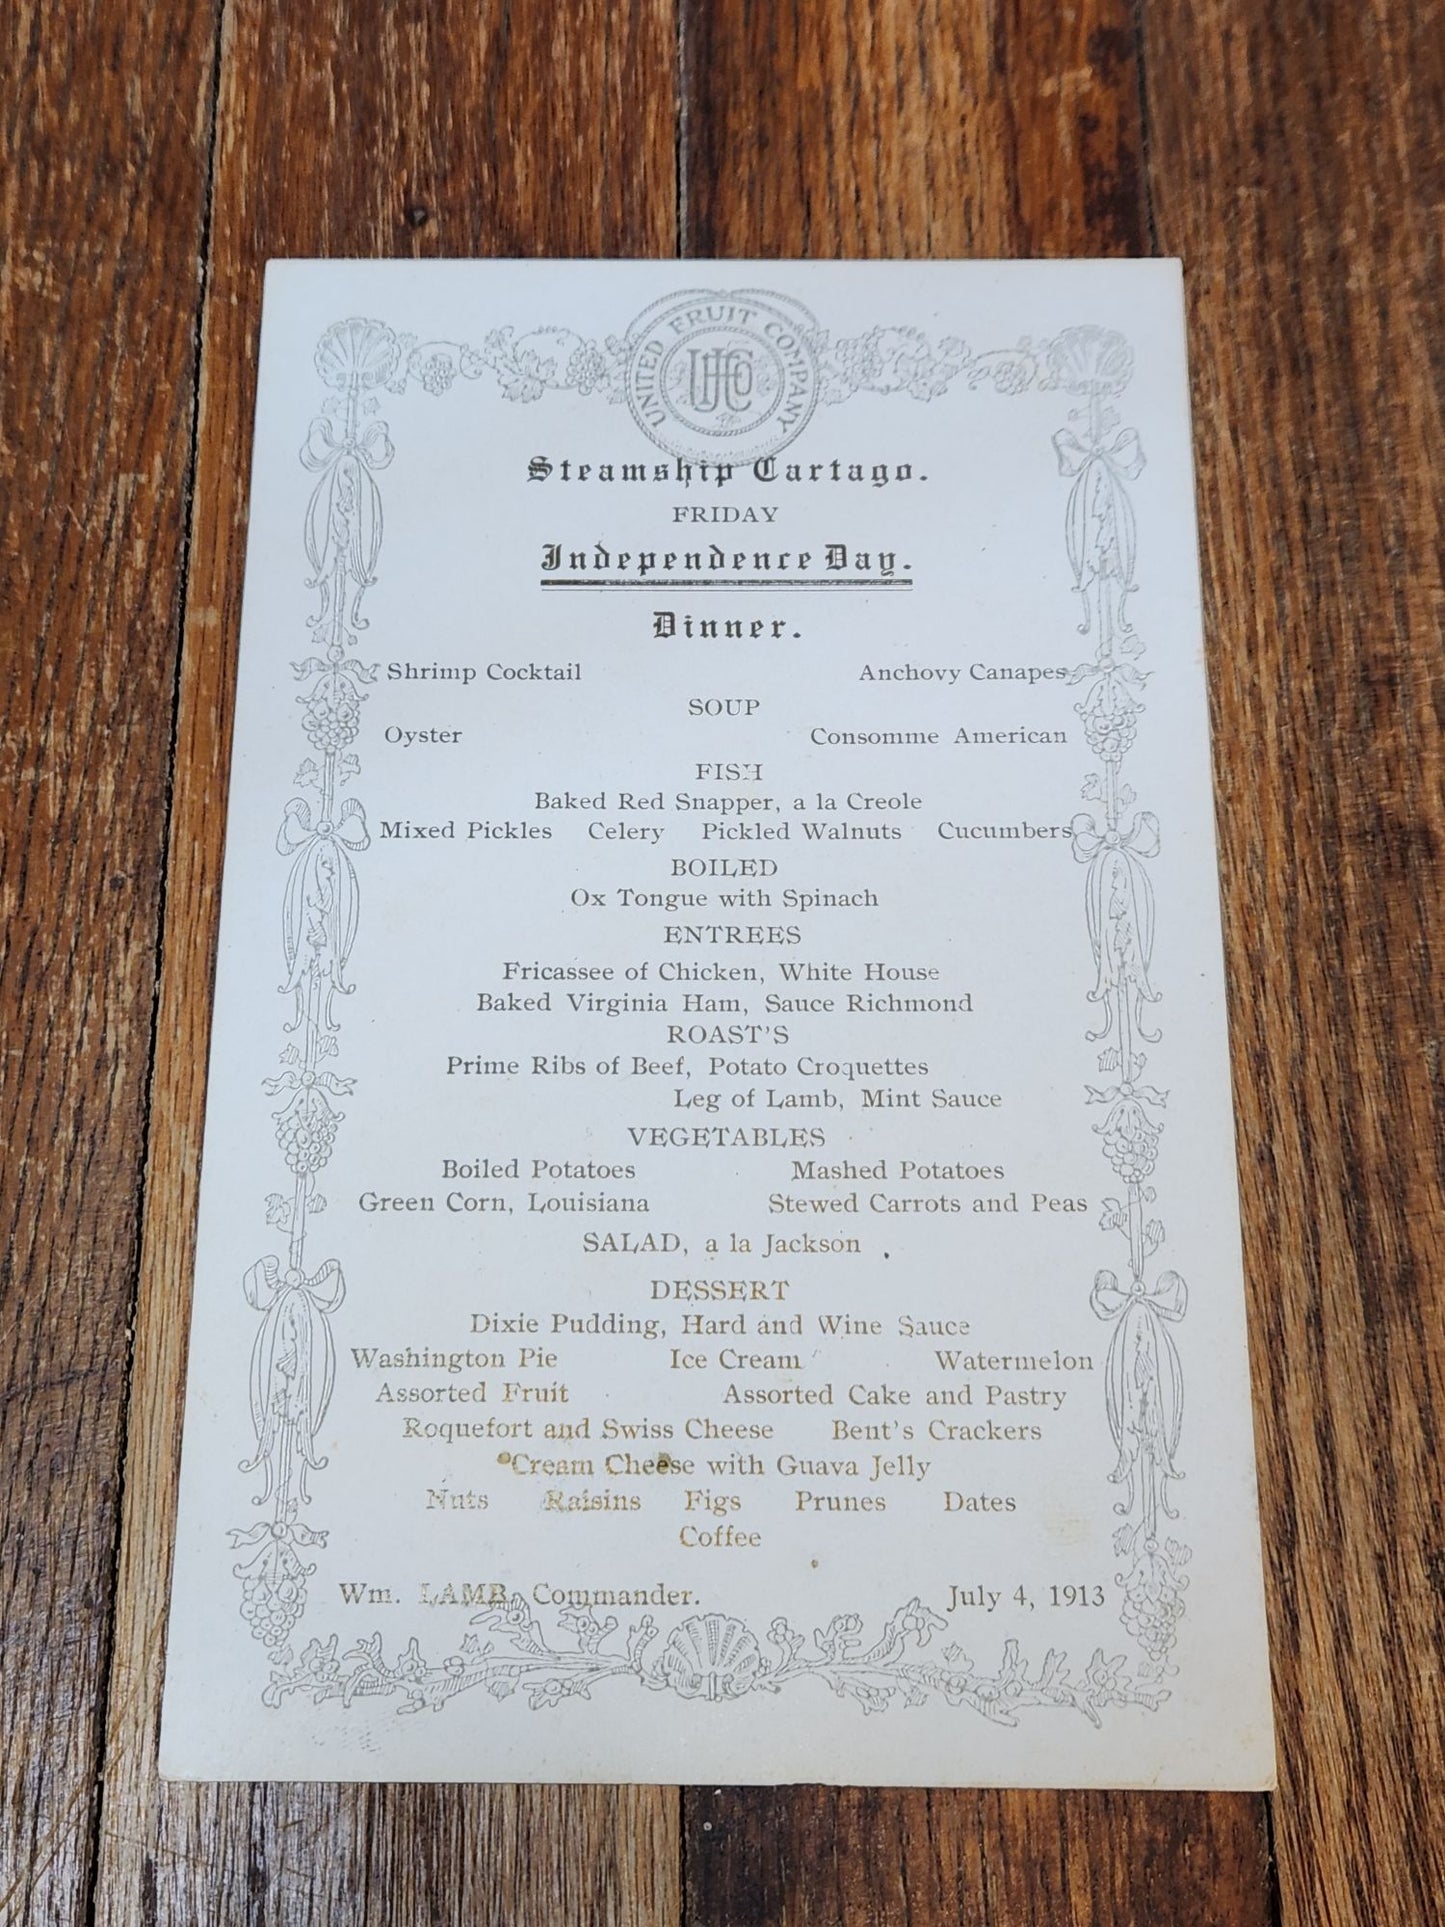 UNITED FRUIT COMPANY
UFCO
Steamship Cartago.
FRIDAY
Independence Day.
Dinner.
Shrimp Cocktail Anchovy Canapes
SOUP
Oyster Consomme American
FISH
Baked Red Snapper, a la Creole
Mixed Pickles Celery Pickled Walnuts Cucumbers
BOILED
Ox Tongue with Spinach
ENTREES
Fricassee of Chicken, White House
Baked Virginia Ham, Sauce Richmond
ROAST'S
Prime Ribs of Beef, Potato Croquettes
Leg of Lamb, Mint Sauce
VEGETABLES
Boiled Potatoes Mashed Potatoes
Green Corn, Louisiana Stewed Carrots and Peas
SALAD, a la Jackson
DESSERT
Dixie Pudding, Hard and Wine Sauce
Washington Pie Ice Cream Watermelon
Assorted Fruit Assorted Cake and Pastry
Roquefort and Swiss Cheese Bent's Crackers
Cream Cheese with Guava Jelly
Nuts Raisins Figs Prunes Dates
Coffee
Wm. LAMB, Commander. July 4, 1913